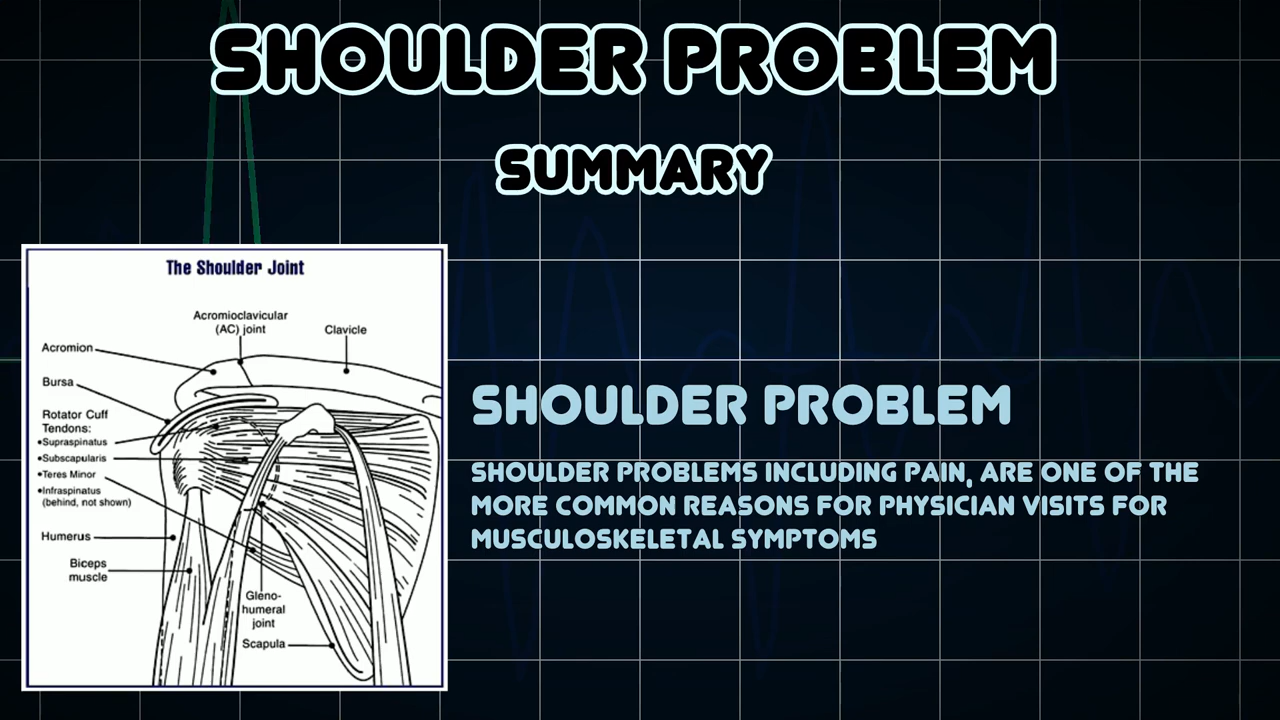 SHOULDER PROBLEM
SUMMARY
The Shoulder Joint
Acromioclavicular
(AC) joint
Clavicle
Acromion
Bursa
Rotator Cuff
Tendons:
•Supraspinatus
•Subscapularis
•Teres Minor
•Infraspinatus
(behind, not shown)
Humerus
Biceps
muscle
Gleno-
humeral
joint
Scapula
SHOULDER PROBLEM
SHOULDER PROBLEMS INCLUDING PAIN, ARE ONE OF THE
MORE COMMON REASONS FOR PHYSICIAN VISITS FOR
MUSCULOSKELETAL SYMPTOMS